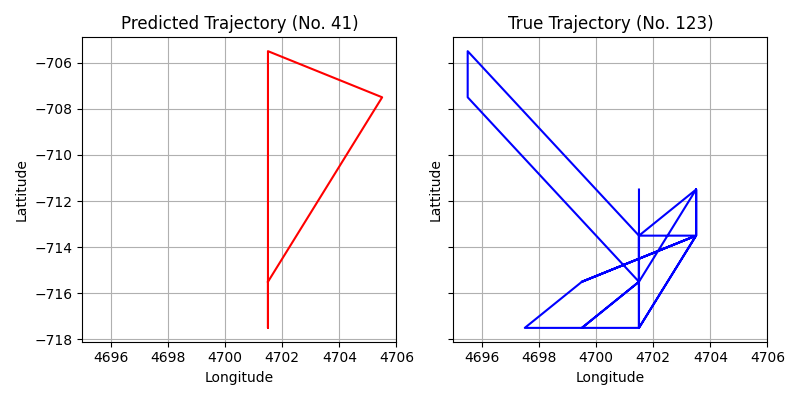 Predicted Trajectory (No. 41)
True Trajectory (No. 123)
−706
−708
−710
−712
−714
−716
−718
Lattitude
Lattitude
4696 4698 4700 4702 4704 4706
4696 4698 4700 4702 4704 4706
Longitude
Longitude